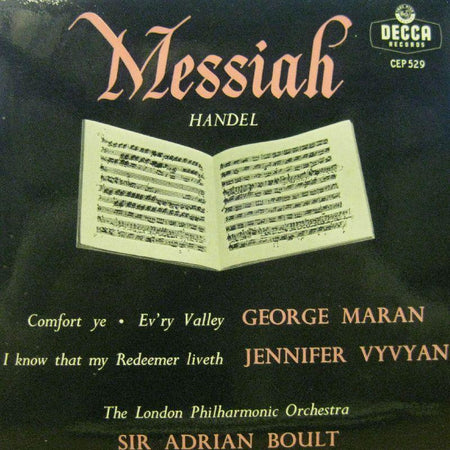 Messiah
DECCA
RECORDS
CEP 529
HANDEL
Comfort ye • Ev'ry Valley GEORGE MARAN
I know that my Redeemer liveth JENNIFER VYVYAN
The London Philharmonic Orchestra
SIR ADRIAN BOULT